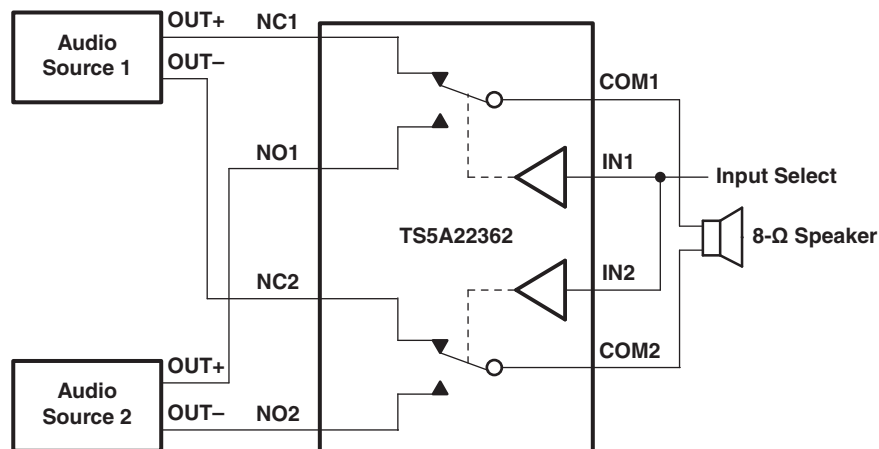 OUT+
NC1
Audio
Source 1
OUT–
COM1
NO1
IN1
Input Select
TS5A22362
8-Ω Speaker
IN2
NC2
COM2
OUT+
Audio
Source 2
OUT–
NO2